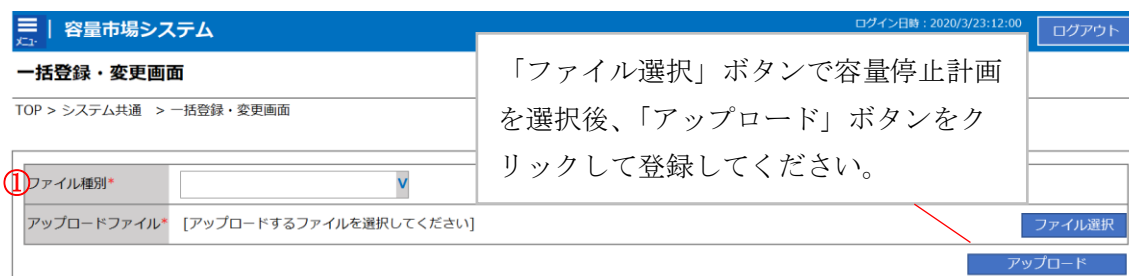 メニュー
容量市場システム
ログイン日時：2020/3/23:12:00
ログアウト
一括登録・変更画面
TOP > システム共通 > 一括登録・変更画面
「ファイル選択」ボタンで容量停止計画
を選択後、「アップロード」ボタンをク
リックして登録してください。
①
ファイル種別*
V
アップロードファイル* [アップロードするファイルを選択してください]
ファイル選択
アップロード